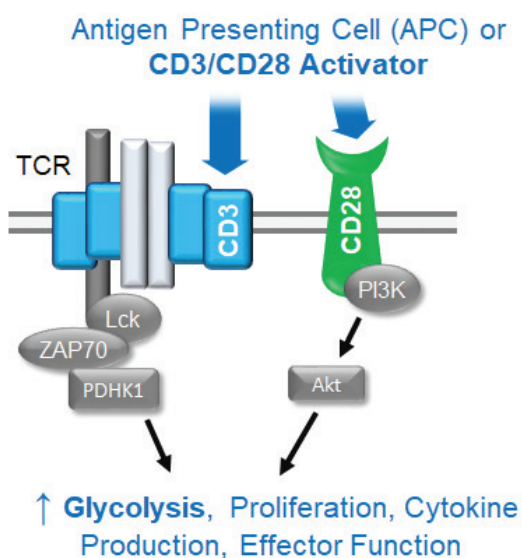 Antigen Presenting Cell (APC) or
CD3/CD28 Activator
TCR
CD3
CD28
PI3K
Lck
ZAP70
PDHK1
Akt
↑ Glycolysis, Proliferation, Cytokine
Production, Effector Function